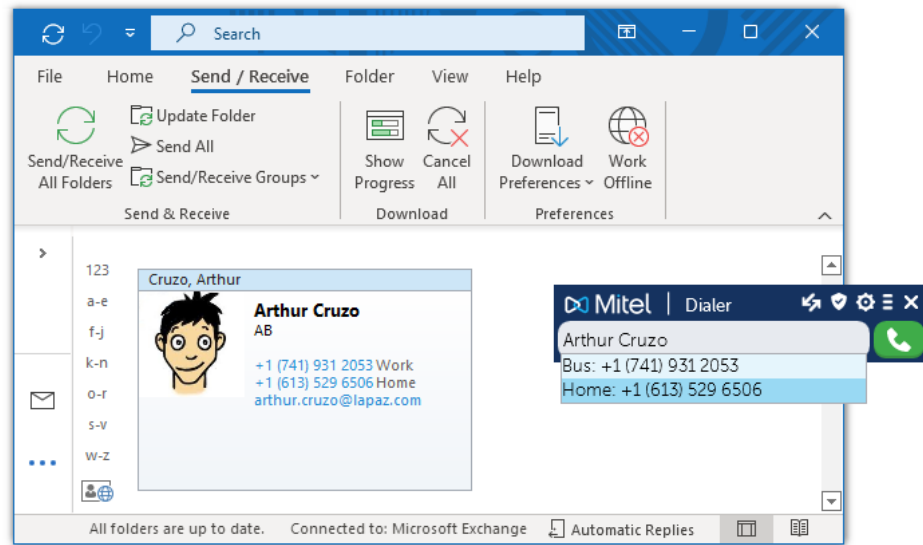 Search
File Home Send / Receive Folder View Help
Send/Receive
All Folders
Update Folder
Send All
Send/Receive Groups
Show
Progress
Cancel
All
Download
Preferences
Work
Offline
Send & Receive
Download
Preferences
123
a-e
f-j
k-n
o-r
s-v
w-z
Cruzo, Arthur
Arthur Cruzo
AB
+1 (741) 931 2053 Work
+1 (613) 529 6506 Home
arthur.cruzo@lapaz.com
Mitel | Dialer
Arthur Cruzo
Bus: +1 (741) 931 2053
Home: +1 (613) 529 6506
All folders are up to date. Connected to: Microsoft Exchange Automatic Replies